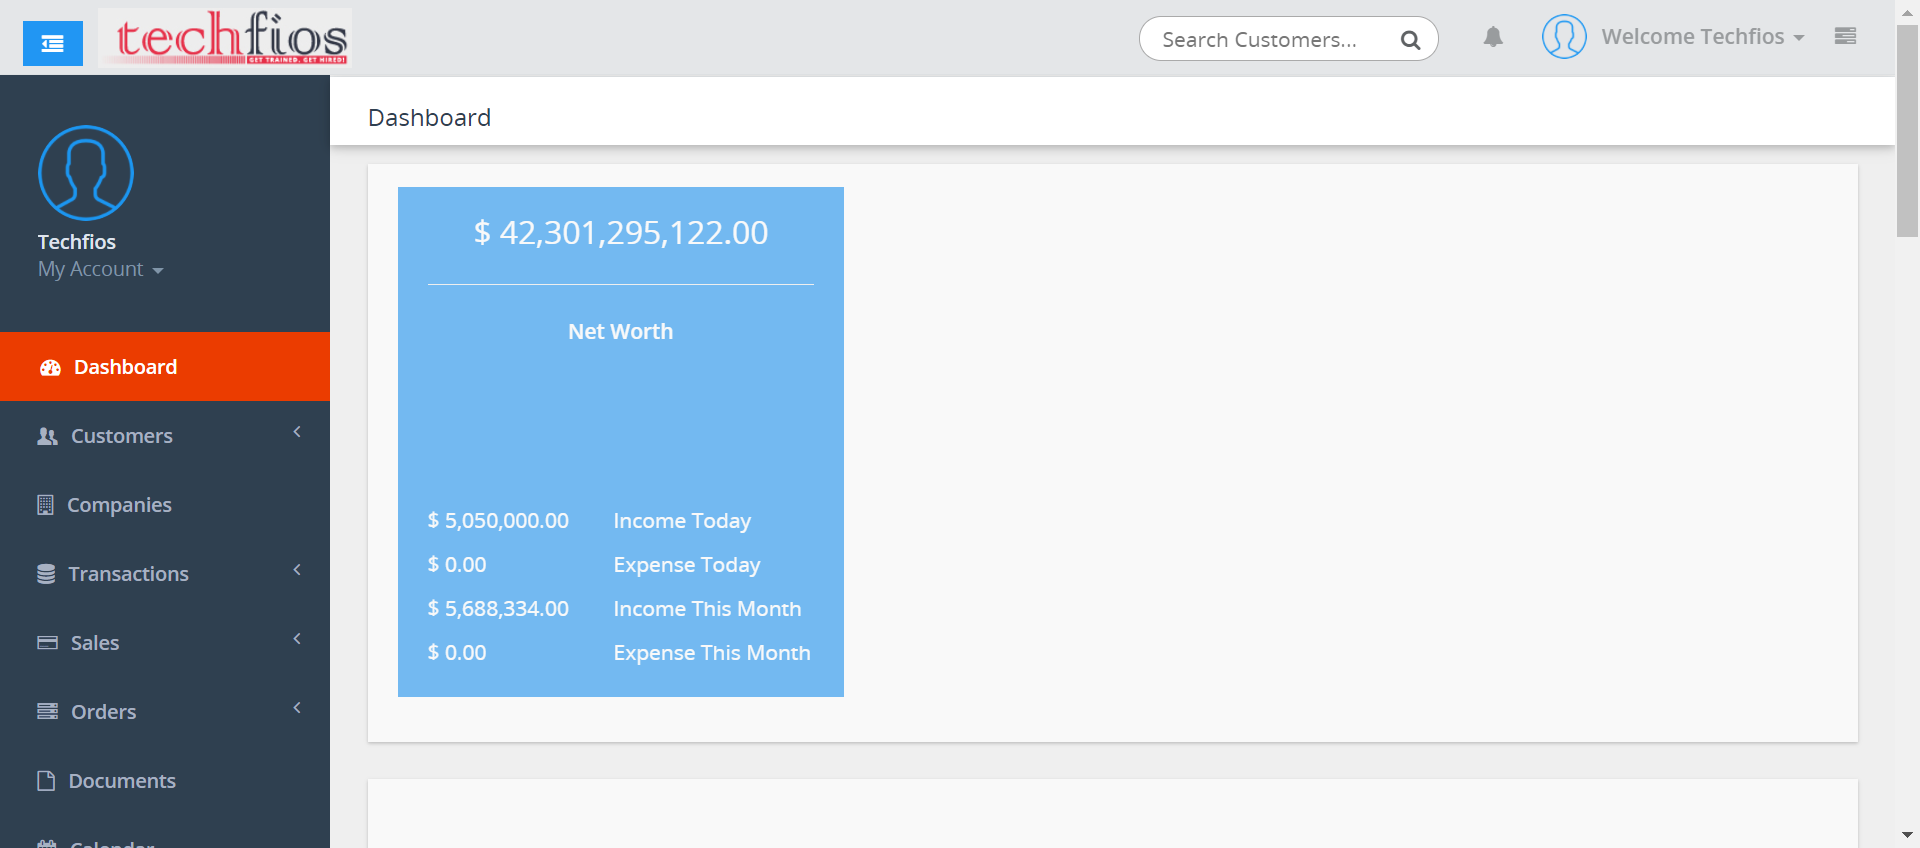 techfios
GET TRAINED. GET HIRED!
Search Customers...
Welcome Techfios
Techfios
My Account
Dashboard
Customers
Companies
Transactions
Sales
Orders
Documents
Calendar
Dashboard
$ 42,301,295,122.00
Net Worth
$ 5,050,000.00 Income Today
$ 0.00 Expense Today
$ 5,688,334.00 Income This Month
$ 0.00 Expense This Month